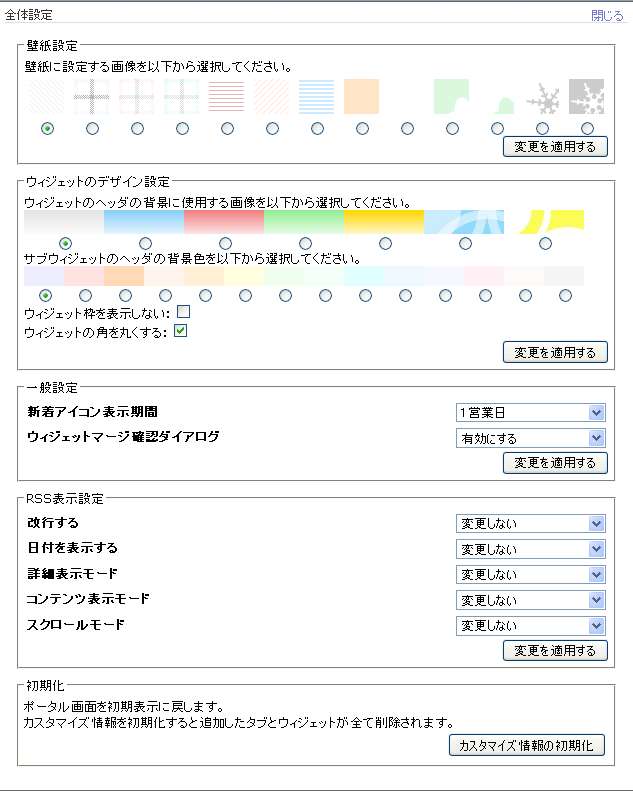 全体設定 閉じる
壁紙設定
壁紙に設定する画像を以下から選択してください。
変更を適用する
ウィジェットのデザイン設定
ウィジェットのヘッダの背景に使用する画像を以下から選択してください。
サブウィジェットのヘッダの背景色を以下から選択してください。
ウィジェット枠を表示しない:
ウィジェットの角を丸くする:
変更を適用する
一般設定
新着アイコン表示期間 1営業日
ウィジェットマージ確認ダイアログ 有効にする
変更を適用する
RSS表示設定
改行する 変更しない
日付を表示する 変更しない
詳細表示モード 変更しない
コンテンツ表示モード 変更しない
スクロールモード 変更しない
変更を適用する
初期化
ポータル画面を初期表示に戻します。
カスタマイズ情報を初期化すると追加したタブとウィジェットが全て削除されます。
カスタマイズ情報の初期化